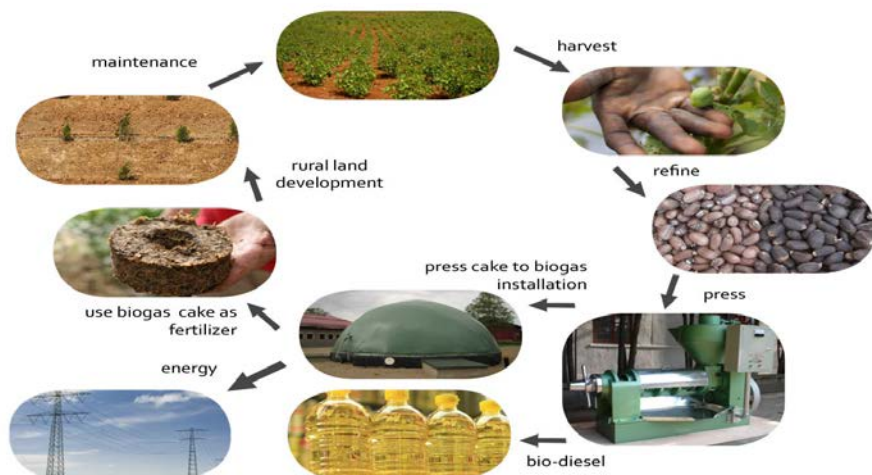 maintenance
harvest
rural land
development
refine
press cake to biogas
installation
press
use biogas cake as
fertilizer
energy
bio-diesel